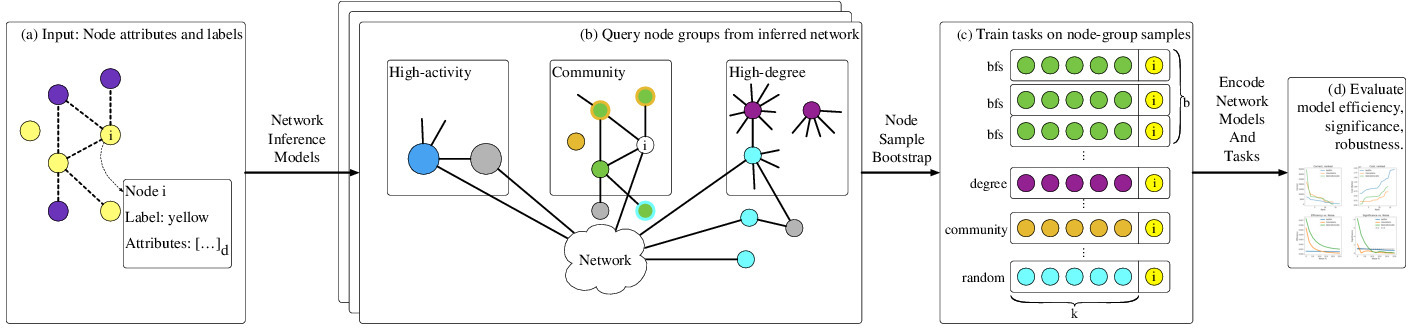 (a) Input: Node attributes and labels
i
Node i
Label: yellow
Attributes: […]d
Network
Inference
Models
(b) Query node groups from inferred network
High-activity
Community
i
High-degree
Network
Node
Sample
Bootstrap
(c) Train tasks on node-group samples
bfs
i
bfs
i
b
bfs
i
⋮
degree
i
⋮
community
i
⋮
random
i
k
Encode
Network
Models
And
Tasks
(d) Evaluate
model efficiency,
significance,
robustness.